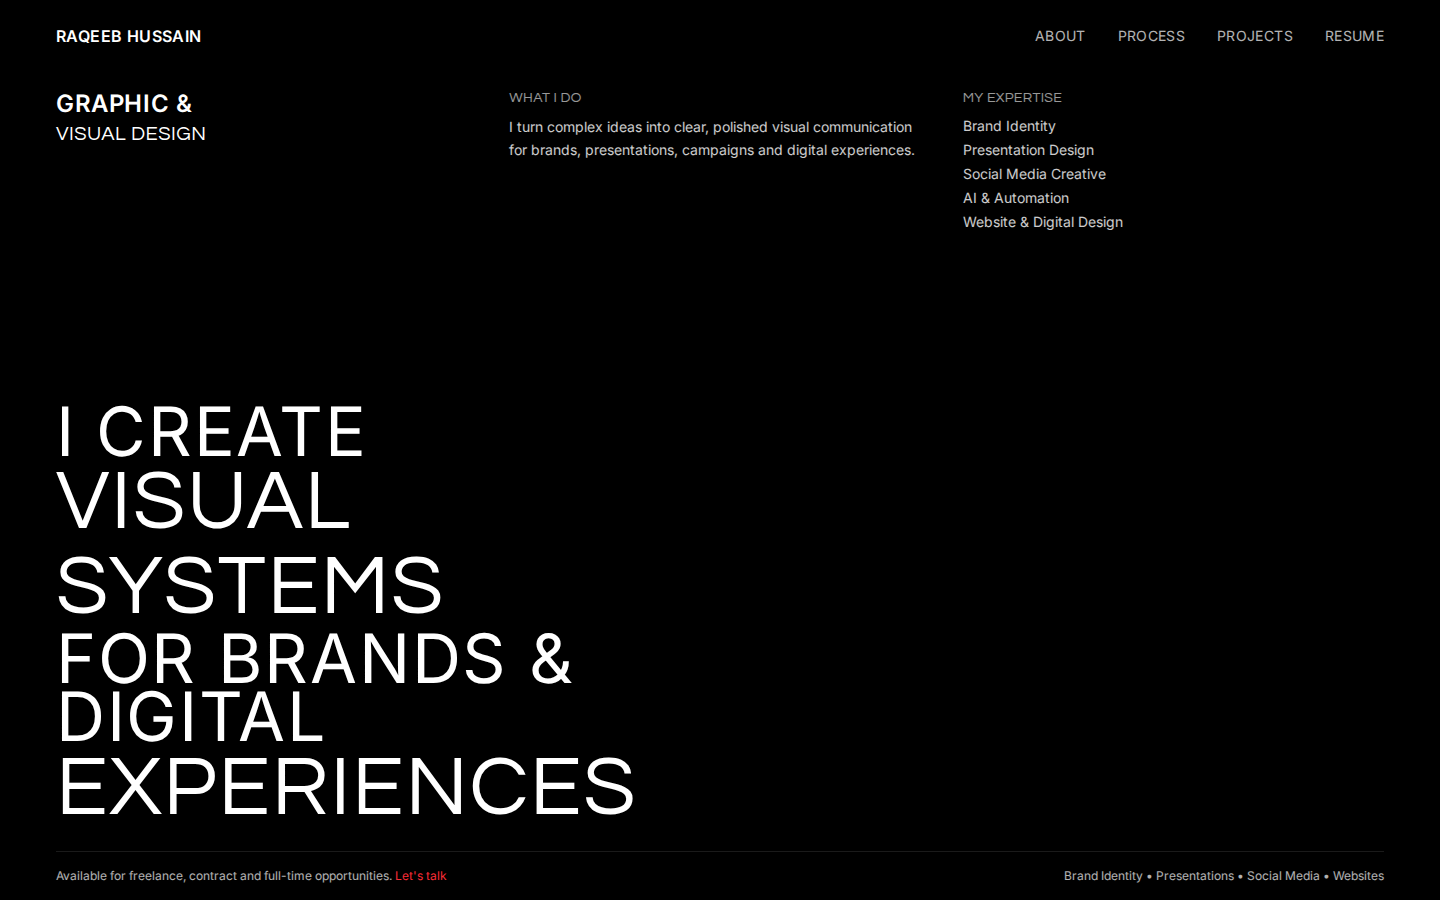 RAQEEB HUSSAIN
ABOUT
PROCESS
PROJECTS
RESUME
GRAPHIC &
VISUAL DESIGN
WHAT I DO
I turn complex ideas into clear, polished visual communication
for brands, presentations, campaigns and digital experiences.
MY EXPERTISE
Brand Identity
Presentation Design
Social Media Creative
AI & Automation
Website & Digital Design
I CREATE
VISUAL
SYSTEMS
FOR BRANDS &
DIGITAL
EXPERIENCES
Available for freelance, contract and full-time opportunities. Let's talk
Brand Identity • Presentations • Social Media • Websites